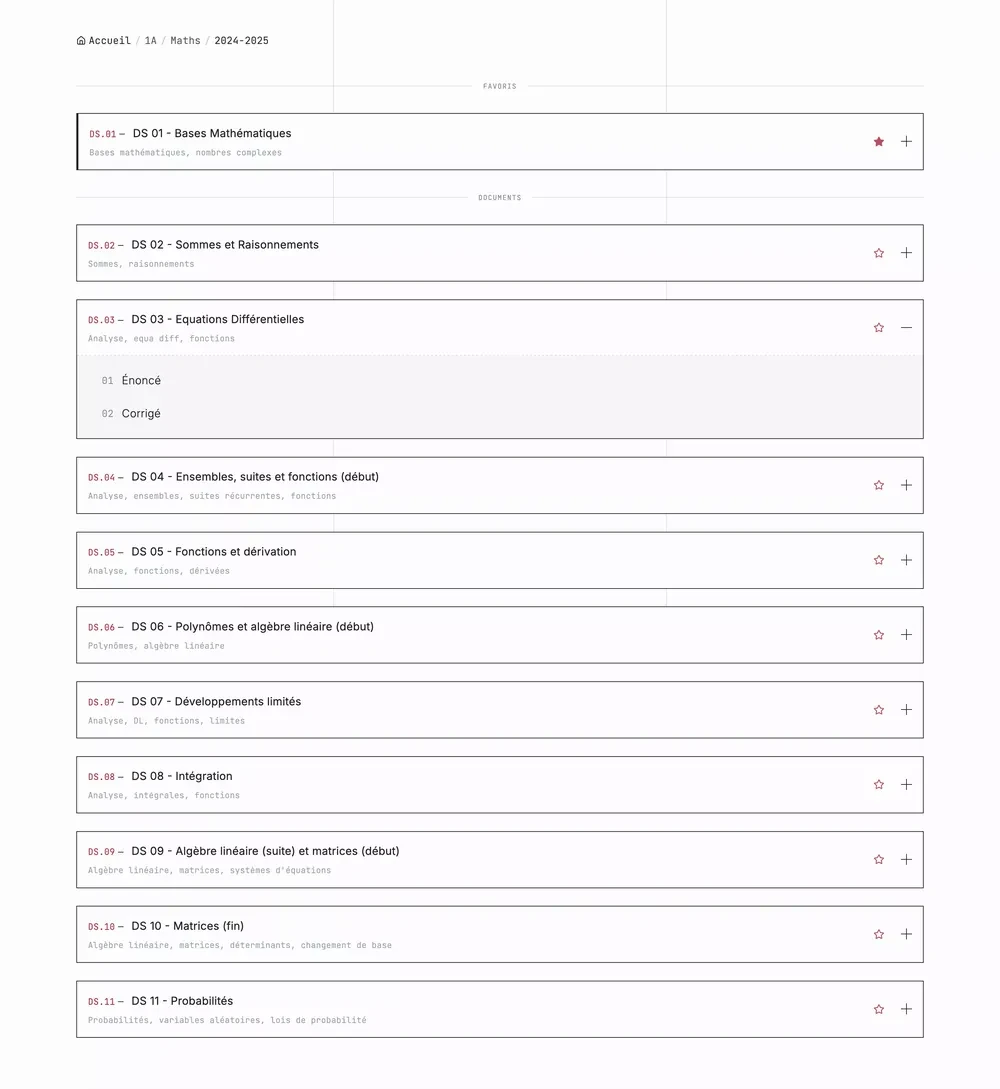 Accueil / 1A / Maths / 2024-2025
FAVORIS
DS.01 — DS 01 - Bases Mathématiques
Bases mathématiques, nombres complexes
DOCUMENTS
DS.02 — DS 02 - Sommes et Raisonnements
Sommes, raisonnements
DS.03 — DS 03 - Equations Différentielles
Analyse, equa diff, fonctions
01 Énoncé
02 Corrigé
DS.04 — DS 04 - Ensembles, suites et fonctions (début)
Analyse, ensembles, suites récurrentes, fonctions
DS.05 — DS 05 - Fonctions et dérivation
Analyse, fonctions, dérivées
DS.06 — DS 06 - Polynômes et algèbre linéaire (début)
Polynômes, algèbre linéaire
DS.07 — DS 07 - Développements limités
Analyse, DL, fonctions, limites
DS.08 — DS 08 - Intégration
Analyse, intégrales, fonctions
DS.09 — DS 09 - Algèbre linéaire (suite) et matrices (début)
Algèbre linéaire, matrices, systèmes d'équations
DS.10 — DS 10 - Matrices (fin)
Algèbre linéaire, matrices, déterminants, changement de base
DS.11 — DS 11 - Probabilités
Probabilités, variables aléatoires, lois de probabilité